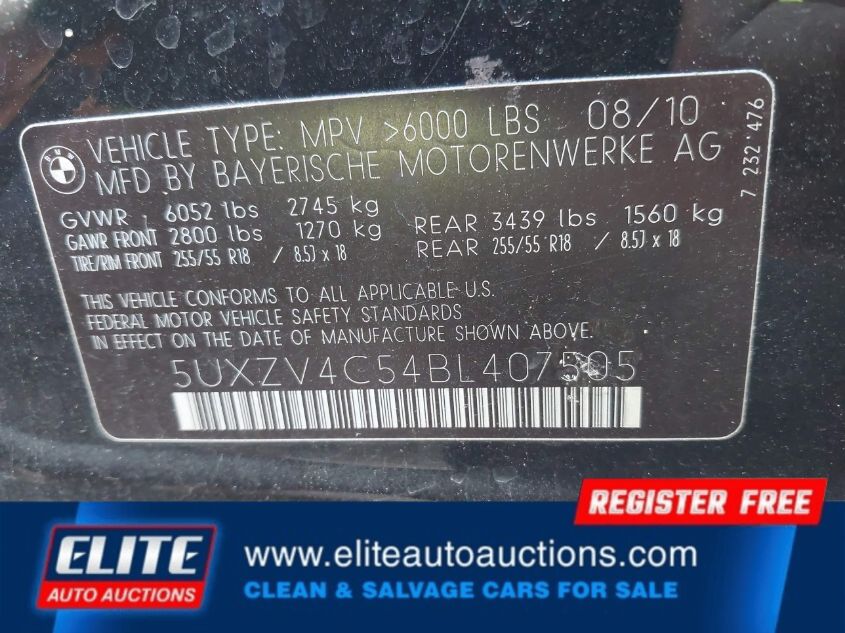 VEHICLE TYPE: MPV >6000 LBS 08/10
MFD BY BAYERISCHE MOTORENWERKE AG
7 232 476
BMW
GVWR 6052 lbs 2745 kg
GAWR FRONT 2800 lbs 1270 kg REAR 3439 lbs 1560 kg
TIRE/RIM FRONT 255/55 R18 / 8.5J x 18 REAR 255/55 R18 / 8.5J x 18
THIS VEHICLE CONFORMS TO ALL APPLICABLE U.S.
FEDERAL MOTOR VEHICLE SAFETY STANDARDS
IN EFFECT ON THE DATE OF MANUFACTURE SHOWN ABOVE.
5UXZV4C54BL407505
REGISTER FREE
ELITE
AUTO AUCTIONS
www.eliteautoauctions.com
CLEAN & SALVAGE CARS FOR SALE